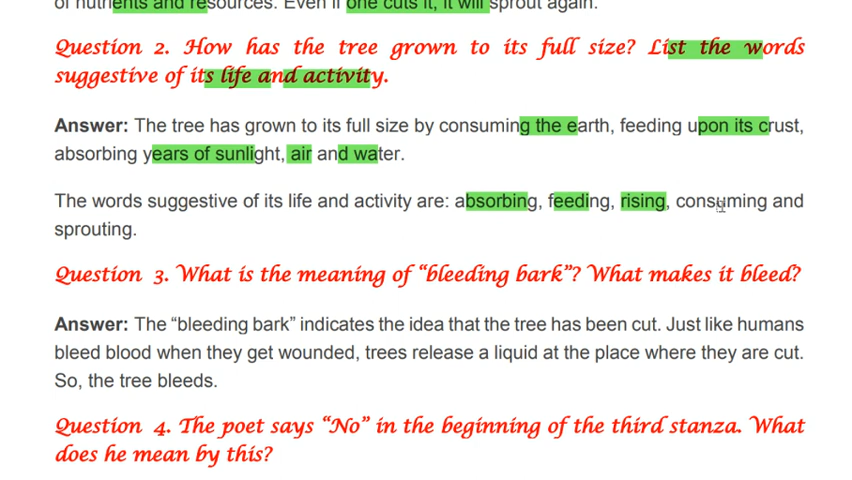 of nutrients and resources. Even if one cuts it, it will sprout again.
Question 2. How has the tree grown to its full size? List the words
suggestive of its life and activity.
Answer: The tree has grown to its full size by consuming the earth, feeding upon its crust,
absorbing years of sunlight, air and water.
The words suggestive of its life and activity are: absorbing, feeding, rising, consuming and
sprouting.
Question 3. What is the meaning of “bleeding bark”? What makes it bleed?
Answer: The “bleeding bark” indicates the idea that the tree has been cut. Just like humans
bleed blood when they get wounded, trees release a liquid at the place where they are cut.
So, the tree bleeds.
Question 4. The poet says “No” in the beginning of the third stanza. What
does he mean by this?